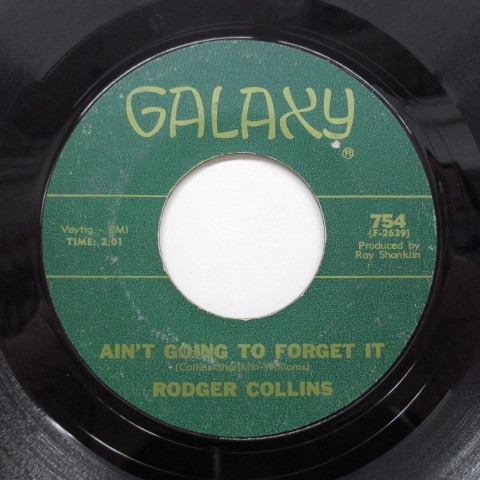 GALAXY
®
Veytig - BMI
TIME: 2:01
754
(F-2639)
Produced by
Ray Shanklin
AIN'T GOING TO FORGET IT
(Collins-Shanklin-Williams)
RODGER COLLINS